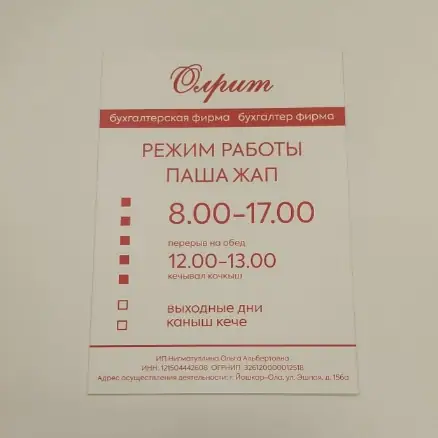 Олрит
бухгалтерская фирма бухгалтер фирма
РЕЖИМ РАБОТЫ
ПАША ЖАП
8.00-17.00
перерыв на обед
12.00-13.00
кечывал кочкыш
выходные дни
каныш кече
ИП Нигматуллина Ольга Альбертовна
ИНН: 121504442608 ОГРНИП: 326120000012518
Адрес осуществления деятельности: г. Йошкар-Ола, ул. Эшпая, д. 156а